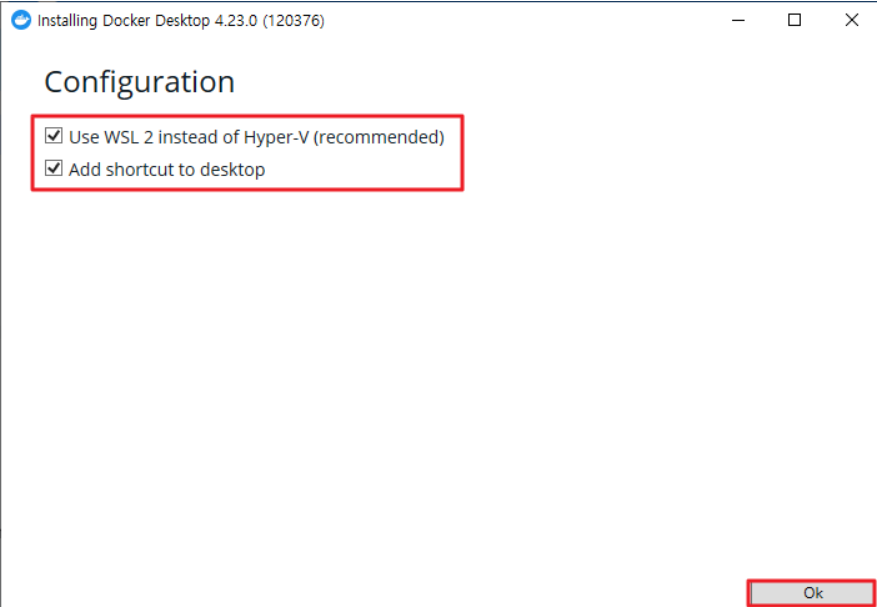 Installing Docker Desktop 4.23.0 (120376)
Configuration
Use WSL 2 instead of Hyper-V (recommended)
Add shortcut to desktop
Ok